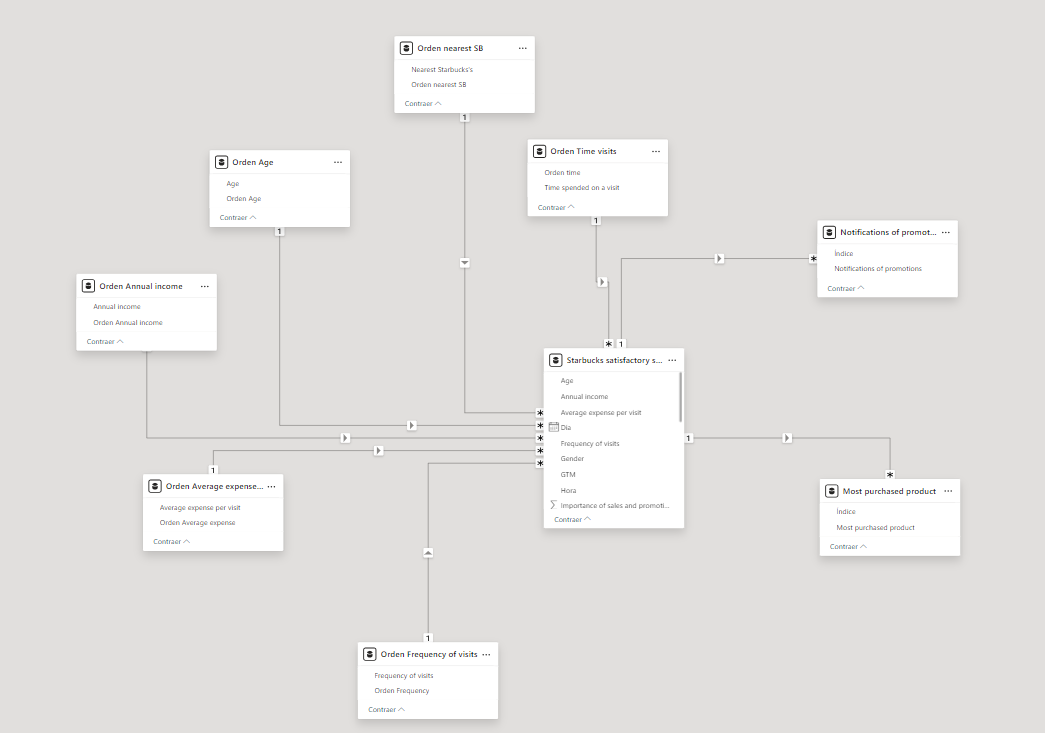 Orden nearest SB
Nearest Starbucks's
Orden nearest SB
Contraer
1
Orden Time visits
Orden time
Time spended on a visit
Contraer
1
Orden Age
Age
Orden Age
Contraer
1
Notifications of promot...
Índice
Notifications of promotions
Contraer
*
Orden Annual income
Annual income
Orden Annual income
Contraer
* 1
Starbucks satisfactory s...
Age
Annual income
Average expense per visit
Dia
Frequency of visits
Gender
GTM
Hora
Importance of sales and promoti...
Contraer
*
*
*
*
*
1
*
1
Orden Average expense...
Average expense per visit
Orden Average expense
Contraer
Most purchased product
Índice
Most purchased product
Contraer
1
Orden Frequency of visits
Frequency of visits
Orden Frequency
Contraer